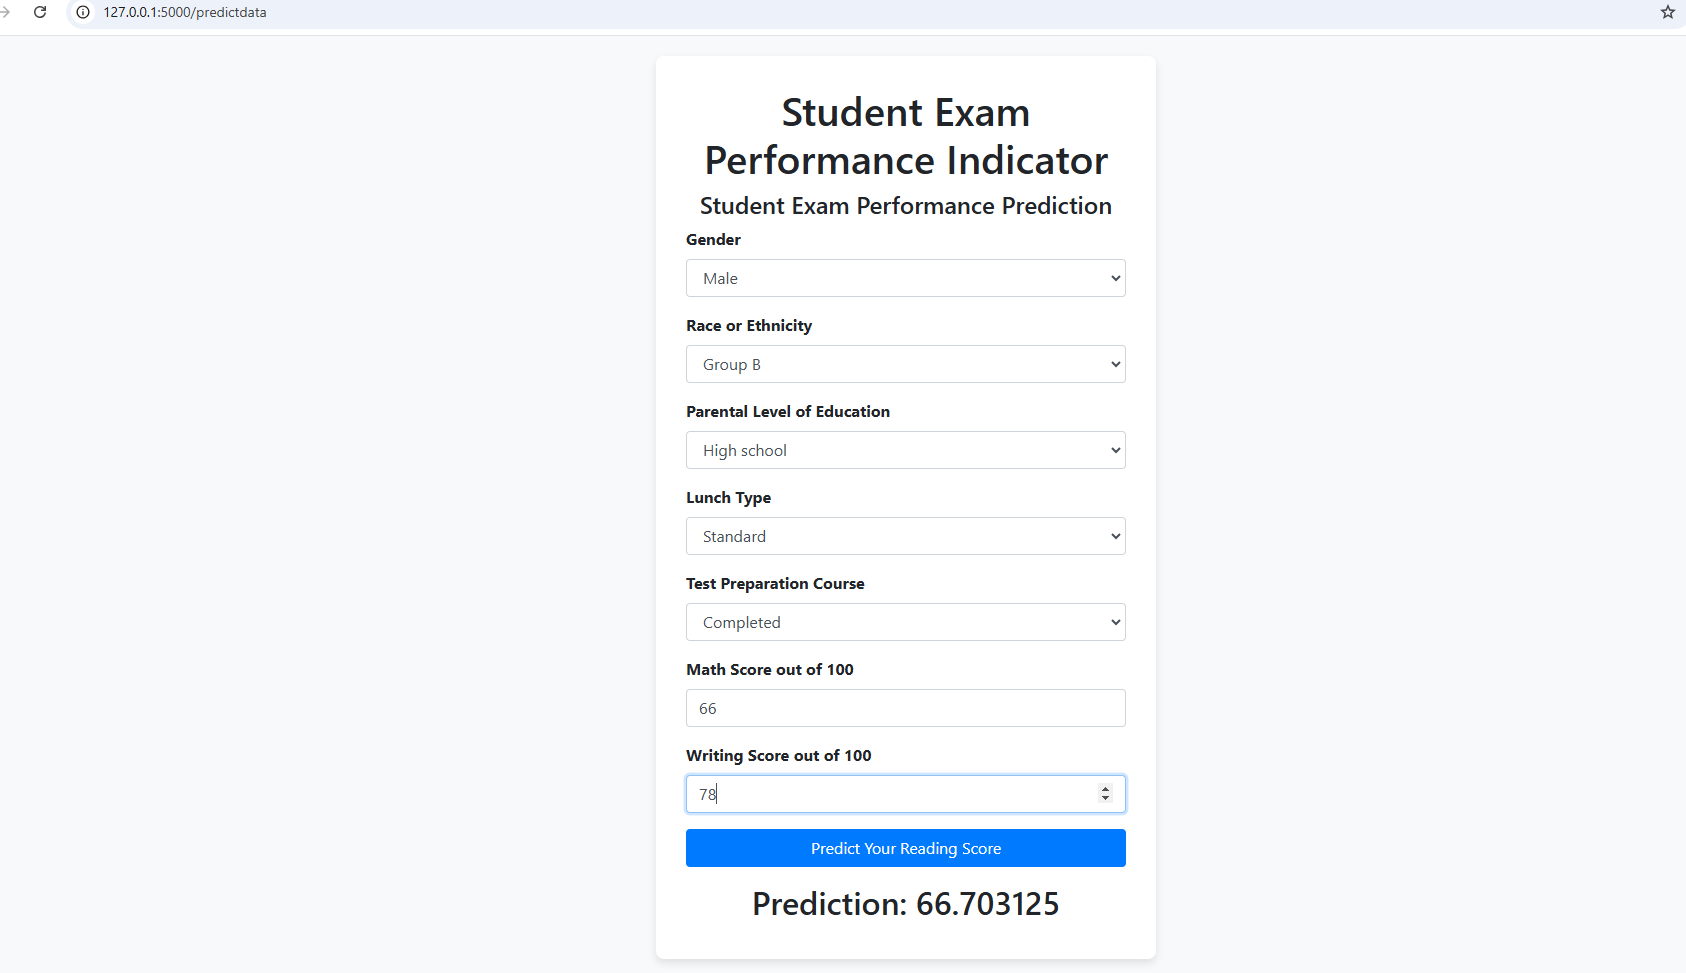 127.0.0.1:5000/predictdata
Student Exam
Performance Indicator
Student Exam Performance Prediction
Gender
Male
Race or Ethnicity
Group B
Parental Level of Education
High school
Lunch Type
Standard
Test Preparation Course
Completed
Math Score out of 100
66
Writing Score out of 100
78
Predict Your Reading Score
Prediction: 66.703125